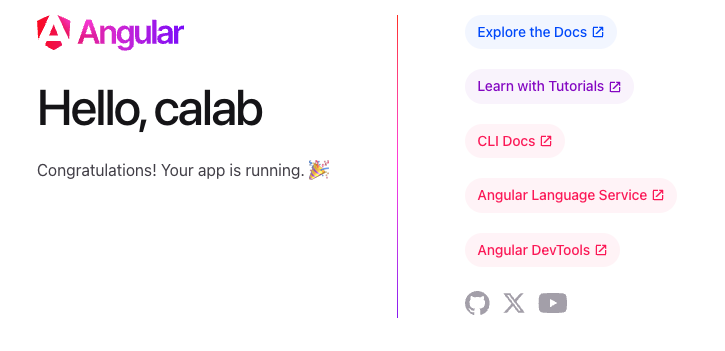 Angular
Hello, calab
Congratulations! Your app is running. 🎉
Explore the Docs
Learn with Tutorials
CLI Docs
Angular Language Service
Angular DevTools